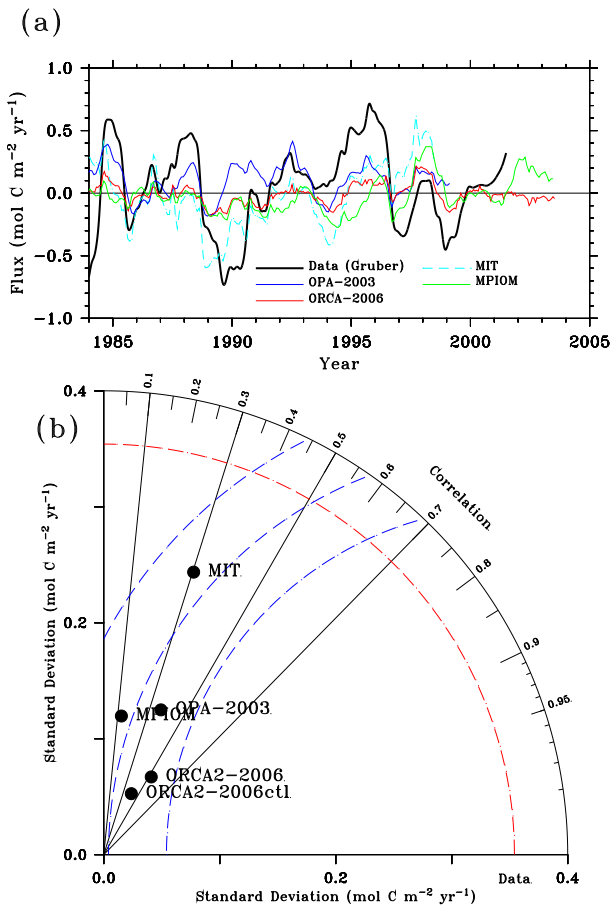 (a)
1.0
0.5
0.0
−0.5
−1.0
Flux (mol C m⁻² yr⁻¹)
Data (Gruber)
OPA−2003
ORCA−2006
MIT
MPIOM
1985 1990 1995 2000 2005
Year
(b)
0.4
0.2
0.0
Standard Deviation (mol C m⁻² yr⁻¹)
0.1 0.2 0.3 0.4 0.5 0.6 0.7 0.8 0.9 0.95
Correlation
MIT
MPIOM
OPA−2003
ORCA2−2006
ORCA2−2006ctl
0.0 0.2 Data 0.4
Standard Deviation (mol C m⁻² yr⁻¹)